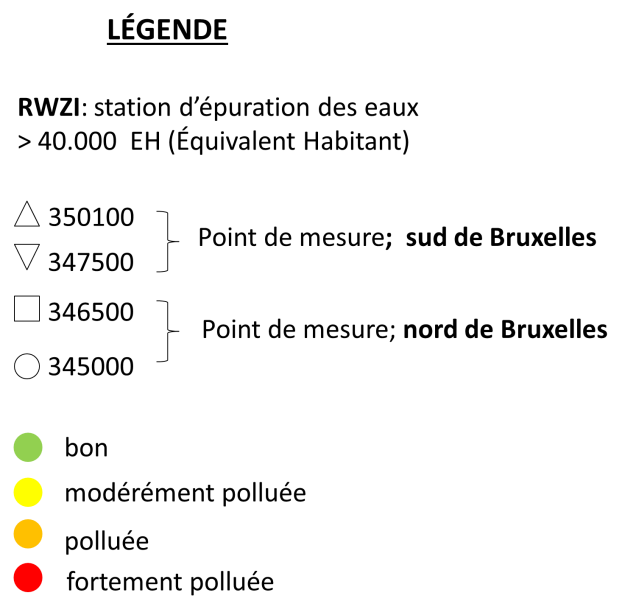 LÉGENDE
RWZI: station d'épuration des eaux
> 40.000 EH (Équivalent Habitant)
350100
347500
Point de mesure; sud de Bruxelles
346500
345000
Point de mesure; nord de Bruxelles
bon
modérément polluée
polluée
fortement polluée